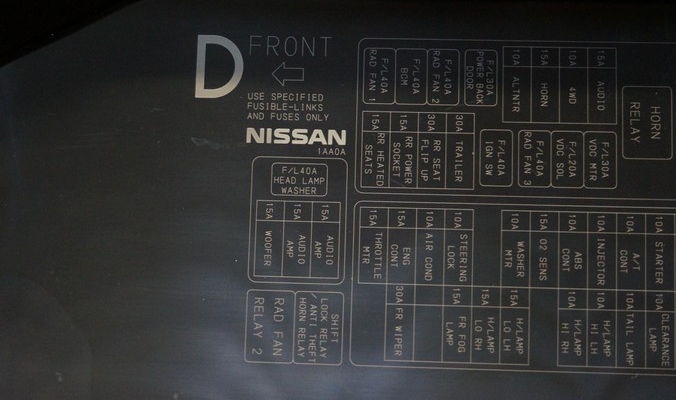 D
FRONT
USE SPECIFIED
FUSIBLE-LINKS
AND FUSES ONLY
NISSAN
1AA0A
F/L40A
HEAD LAMP
WASHER
15A WOOFER
15A AUDIO
AMP
15A AUDIO
AMP
RAD FAN
RELAY 2
SHIFT
LOCK RELAY
/ANTI THEFT
HORN RELAY
F/L40A
RAD FAN 1
F/L40A
BCM
F/L40A
RAD FAN 2
F/L30A
POWER BACK
DOOR
10A ALTNTR
15A HORN
10A 4WD
15A AUDIO
HORN
RELAY
15A RR HEATED
SEATS
15A RR POWER
SOCKET
30A RR SEAT
FLIP UP
30A TRAILER
F/L40A
IGN SW
F/L40A
RAD FAN 3
F/L20A
VDC SOL
F/L30A
VDC MTR
15A THROTTLE
MTR
15A ENG
CONT
10A AIR COND
10A STEERING
LOCK
10A WASHER
MTR
15A O2 SENS
10A ABS
CONT
10A INJECTOR
10A A/T
CONT
10A STARTER
30A FR WIPER
15A FR FOG
LAMP
15A H/LAMP
LO RH
15A H/LAMP
LO LH
10A H/LAMP
HI RH
10A H/LAMP
HI LH
10A TAIL LAMP
10A CLEARANCE
LAMP